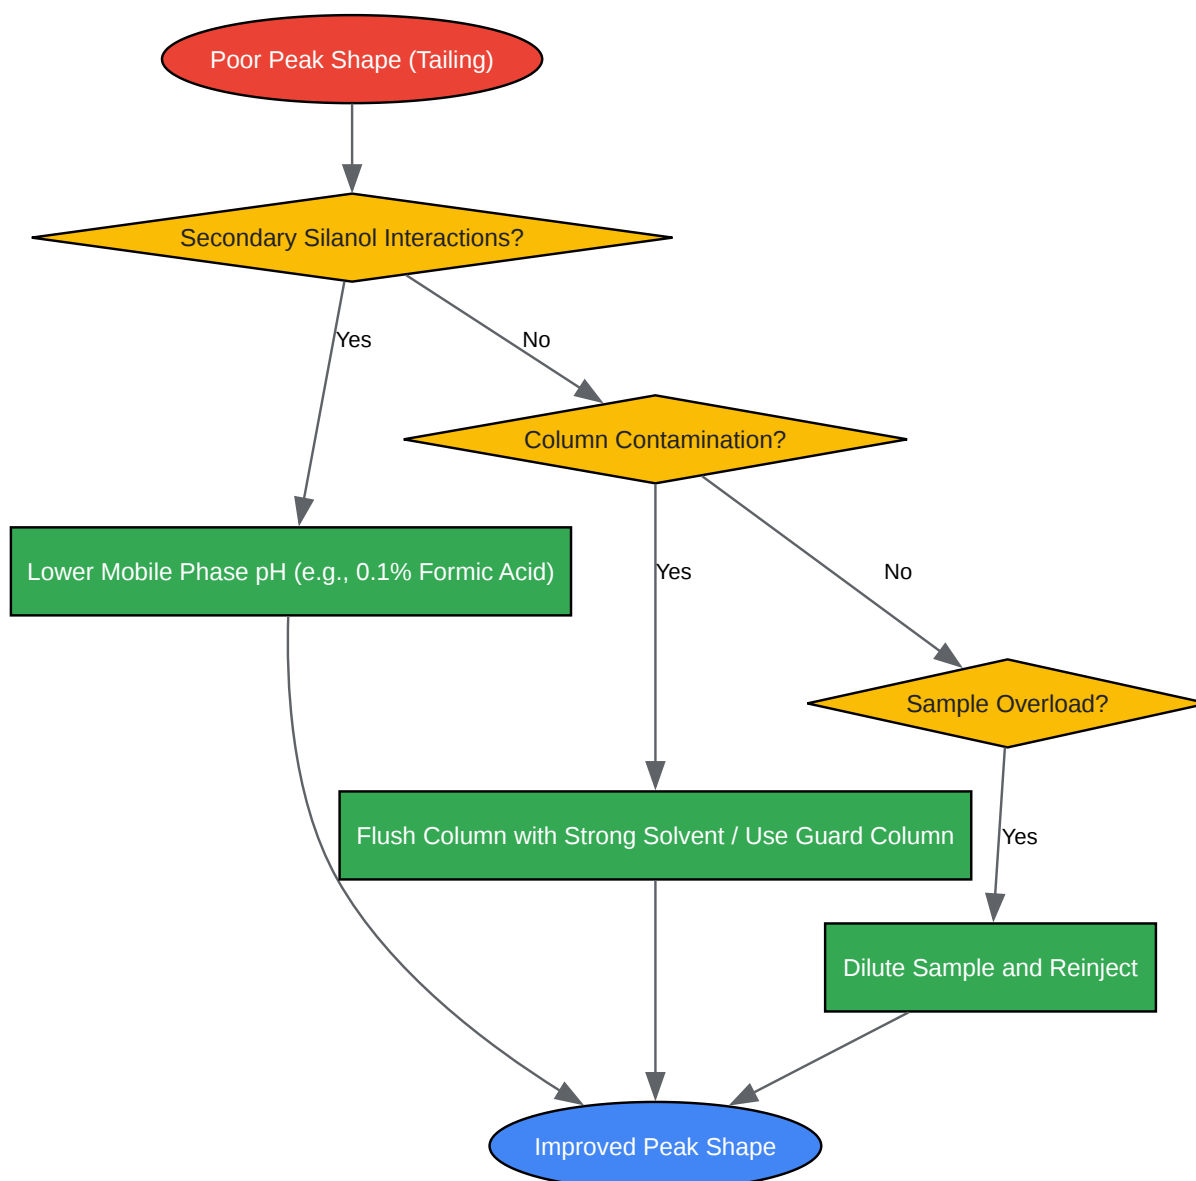 Poor Peak Shape (Tailing)
Secondary Silanol Interactions?
Yes
No
Column Contamination?
Lower Mobile Phase pH (e.g., 0.1% Formic Acid)
Yes
No
Sample Overload?
Flush Column with Strong Solvent / Use Guard Column
Yes
Dilute Sample and Reinject
Improved Peak Shape